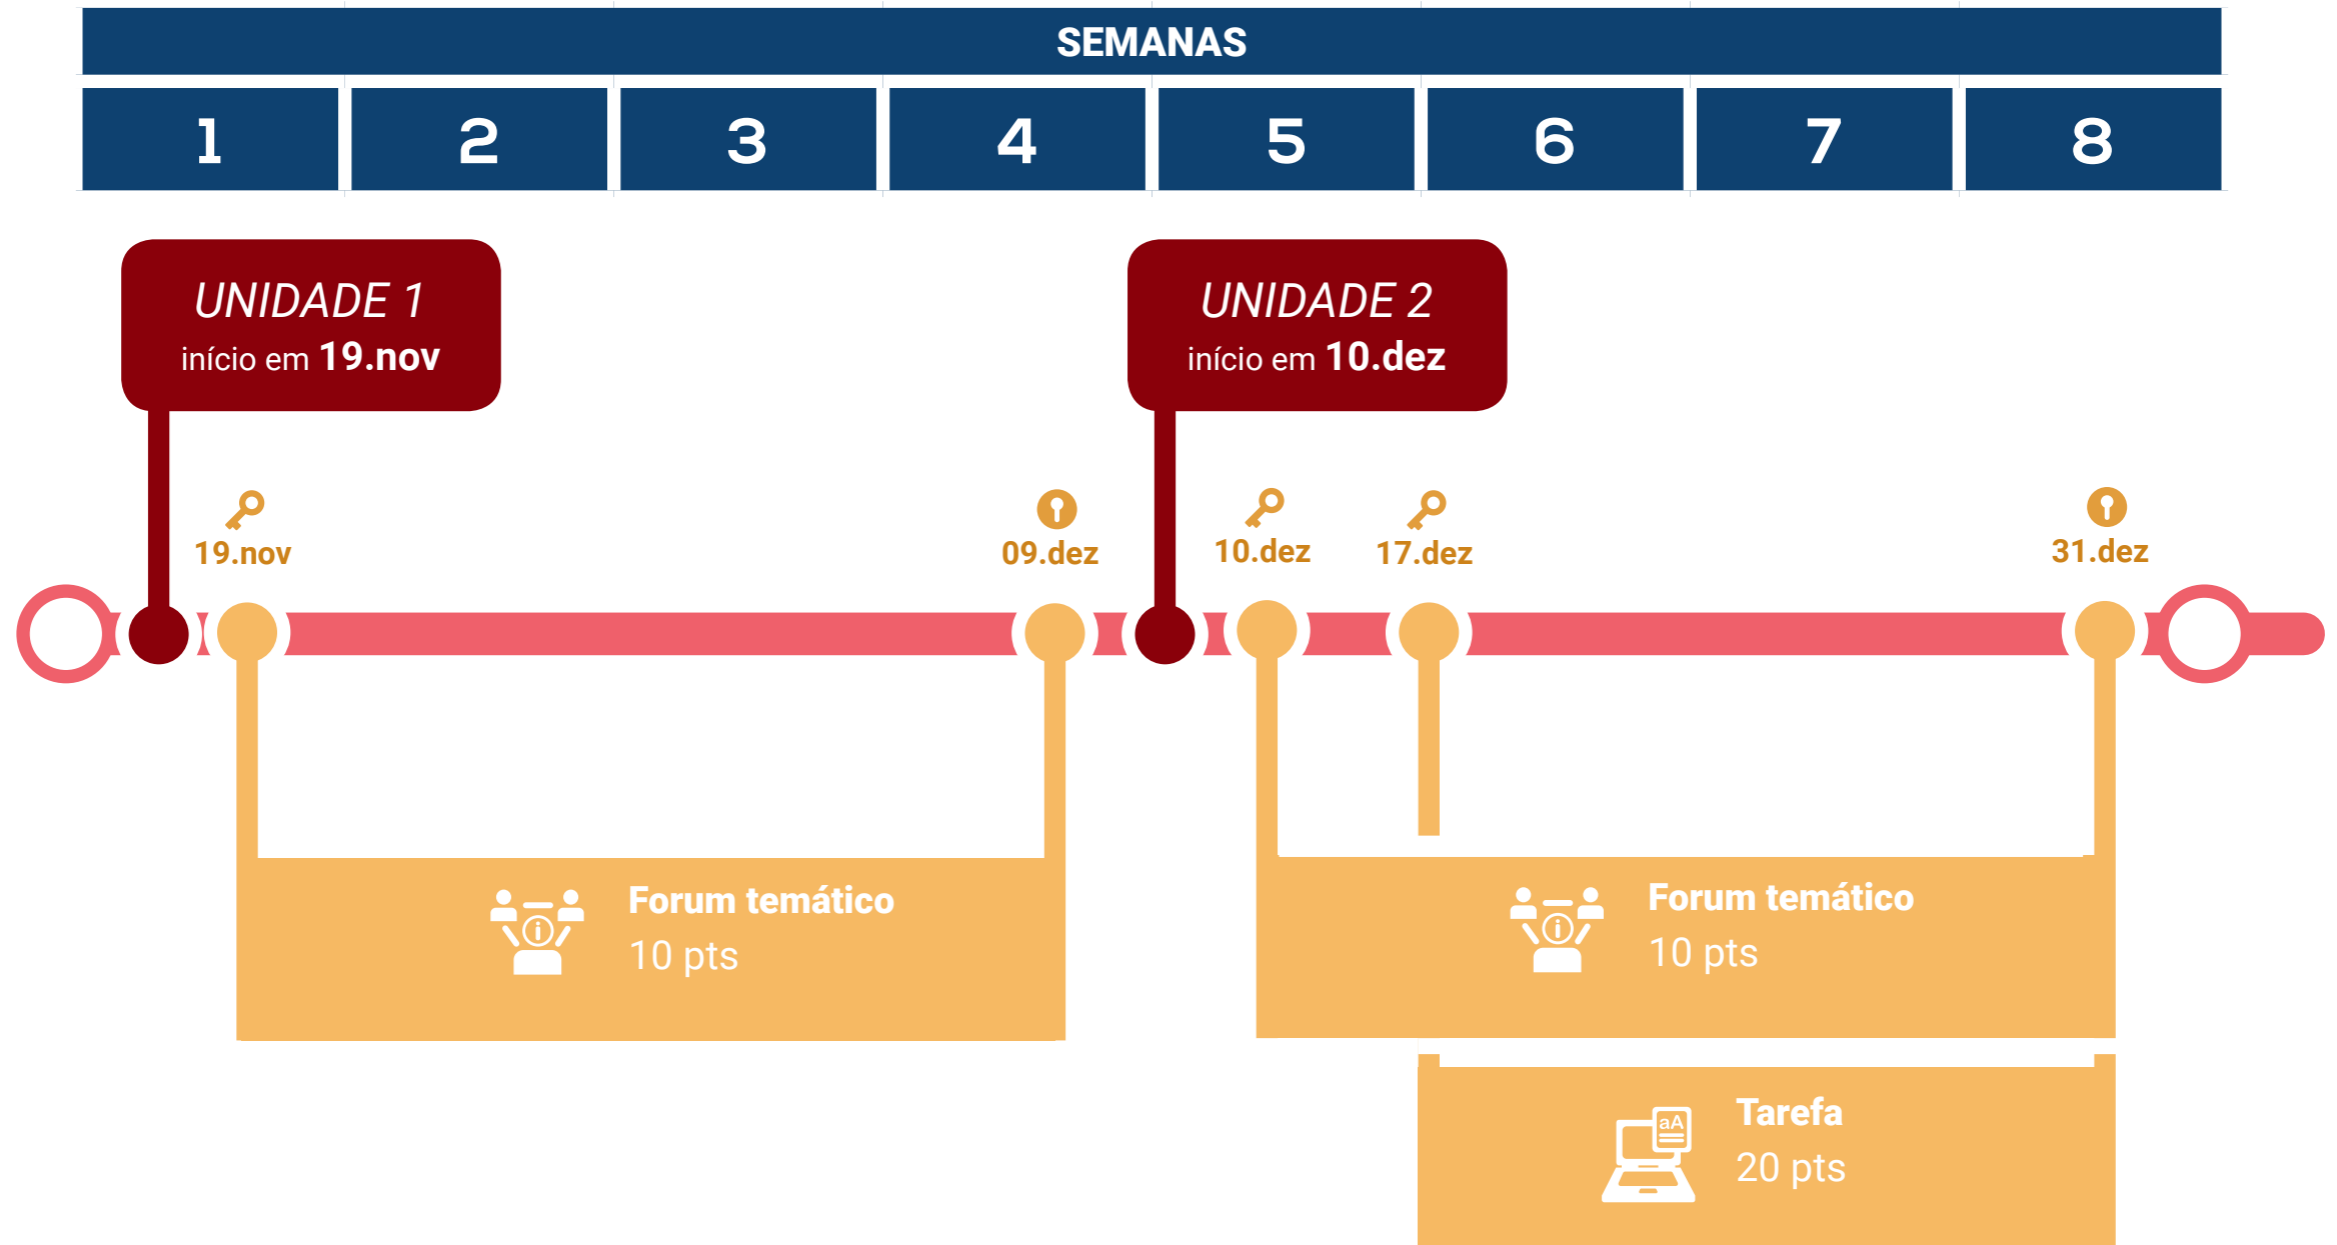 SEMANAS
1 2 3 4 5 6 7 8
UNIDADE 1
início em 19.nov
UNIDADE 2
início em 10.dez
19.nov
09.dez
10.dez
17.dez
31.dez
Forum temático
10 pts
Forum temático
10 pts
aA
Tarefa
20 pts